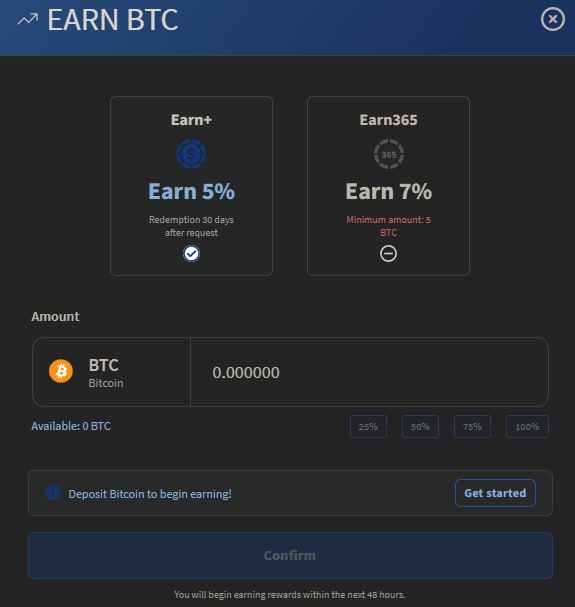 EARN BTC
Earn+
Earn365
365
Earn 5%
Earn 7%
Redemption 30 days
after request
Minimum amount: 5
BTC
Amount
BTC
Bitcoin
0.000000
Available: 0 BTC
25%
50%
75%
100%
Deposit Bitcoin to begin earning!
Get started
Confirm
You will begin earning rewards within the next 48 hours.